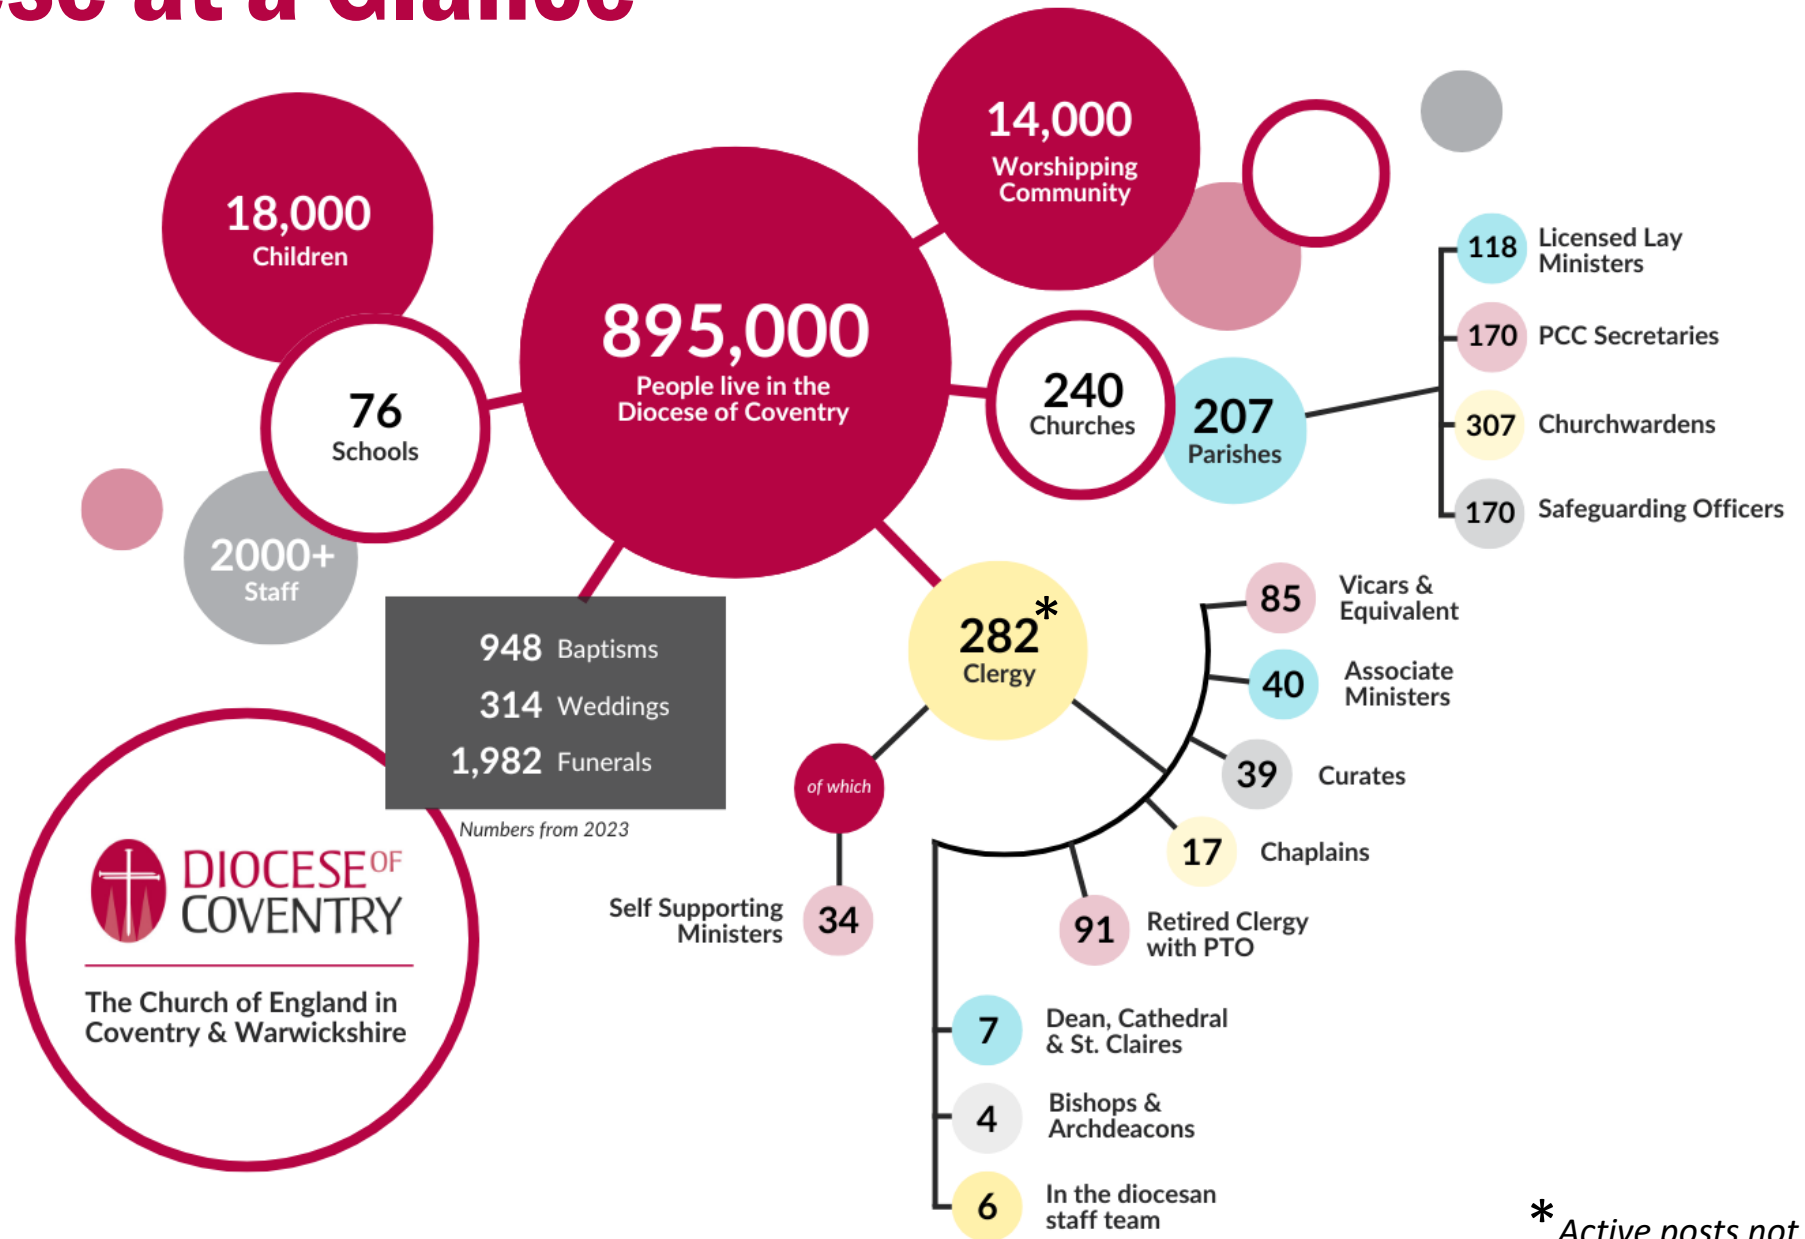 at a Glance
18,000
Children
76
Schools
2000+
Staff
895,000
People live in the
Diocese of Coventry
14,000
Worshipping
Community
240
Churches
207
Parishes
118 Licensed Lay
Ministers
170 PCC Secretaries
307 Churchwardens
170 Safeguarding Officers
948 Baptisms
314 Weddings
1,982 Funerals
Numbers from 2023
282*
Clergy
of which
34 Self Supporting
Ministers
85 Vicars &
Equivalent
40 Associate
Ministers
39 Curates
17 Chaplains
91 Retired Clergy
with PTO
7 Dean, Cathedral
& St. Claires
4 Bishops &
Archdeacons
6 In the diocesan
staff team
DIOCESE OF
COVENTRY
The Church of England in
Coventry & Warwickshire
* Active posts not